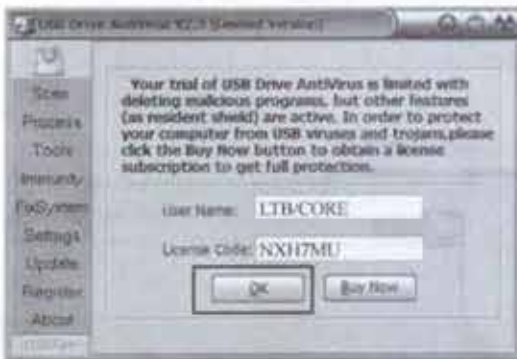 USB Drive AntiVirus V2.3 [Limited Version]
Scan
Process
Tools
Immunity
FixSystem
Settings
Update
Register
About
Your trial of USB Drive AntiVirus is limited with
deleting malicious programs, but other features
(as resident shield) are active. In order to protect
your computer from USB viruses and trojans,please
click the Buy Now button to obtain a license
subscription to get full protection.
User Name: LTB/CORE
License Code: NXH7MU
OK
Buy Now